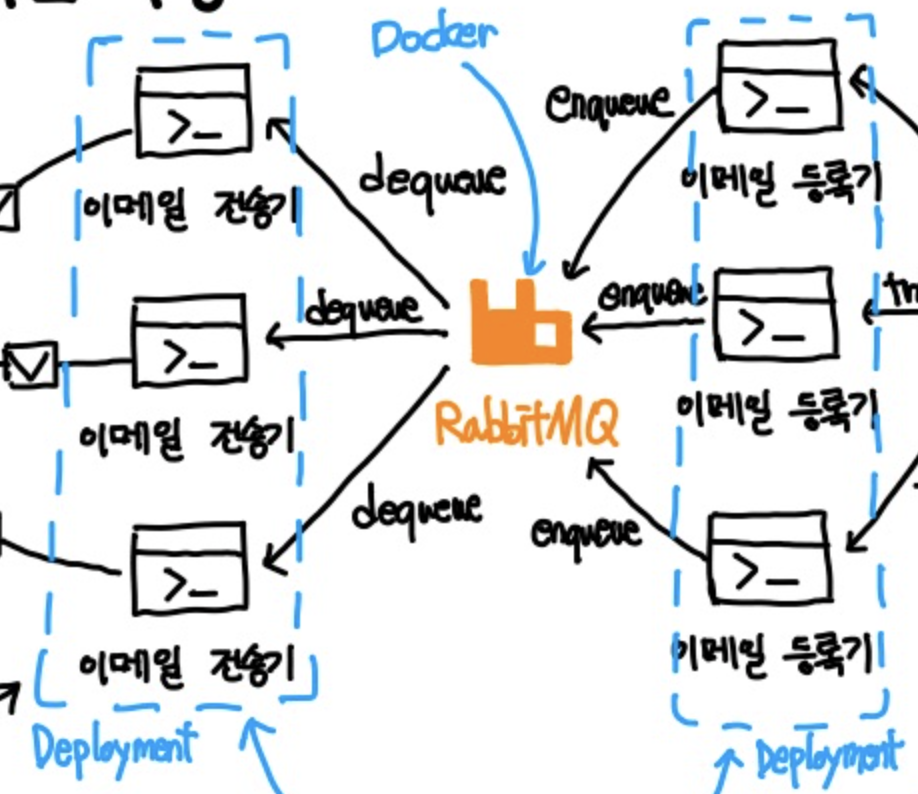 Docker
enqueue
이메일 등록기
dequeue
이메일 전송기
dequeue
enqueue
RabbitMQ
이메일 전송기
이메일 등록기
dequeue
enqueue
이메일 전송기
이메일 등록기
Deployment
Deployment